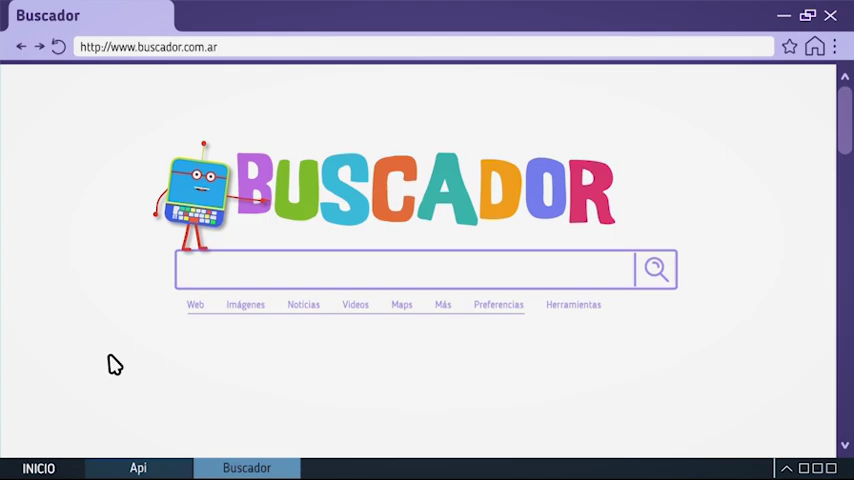 Buscador
http://www.buscador.com.ar
BUSCADOR
Web Imágenes Noticias Videos Maps Más Preferencias Herramientas
INICIO Api Buscador